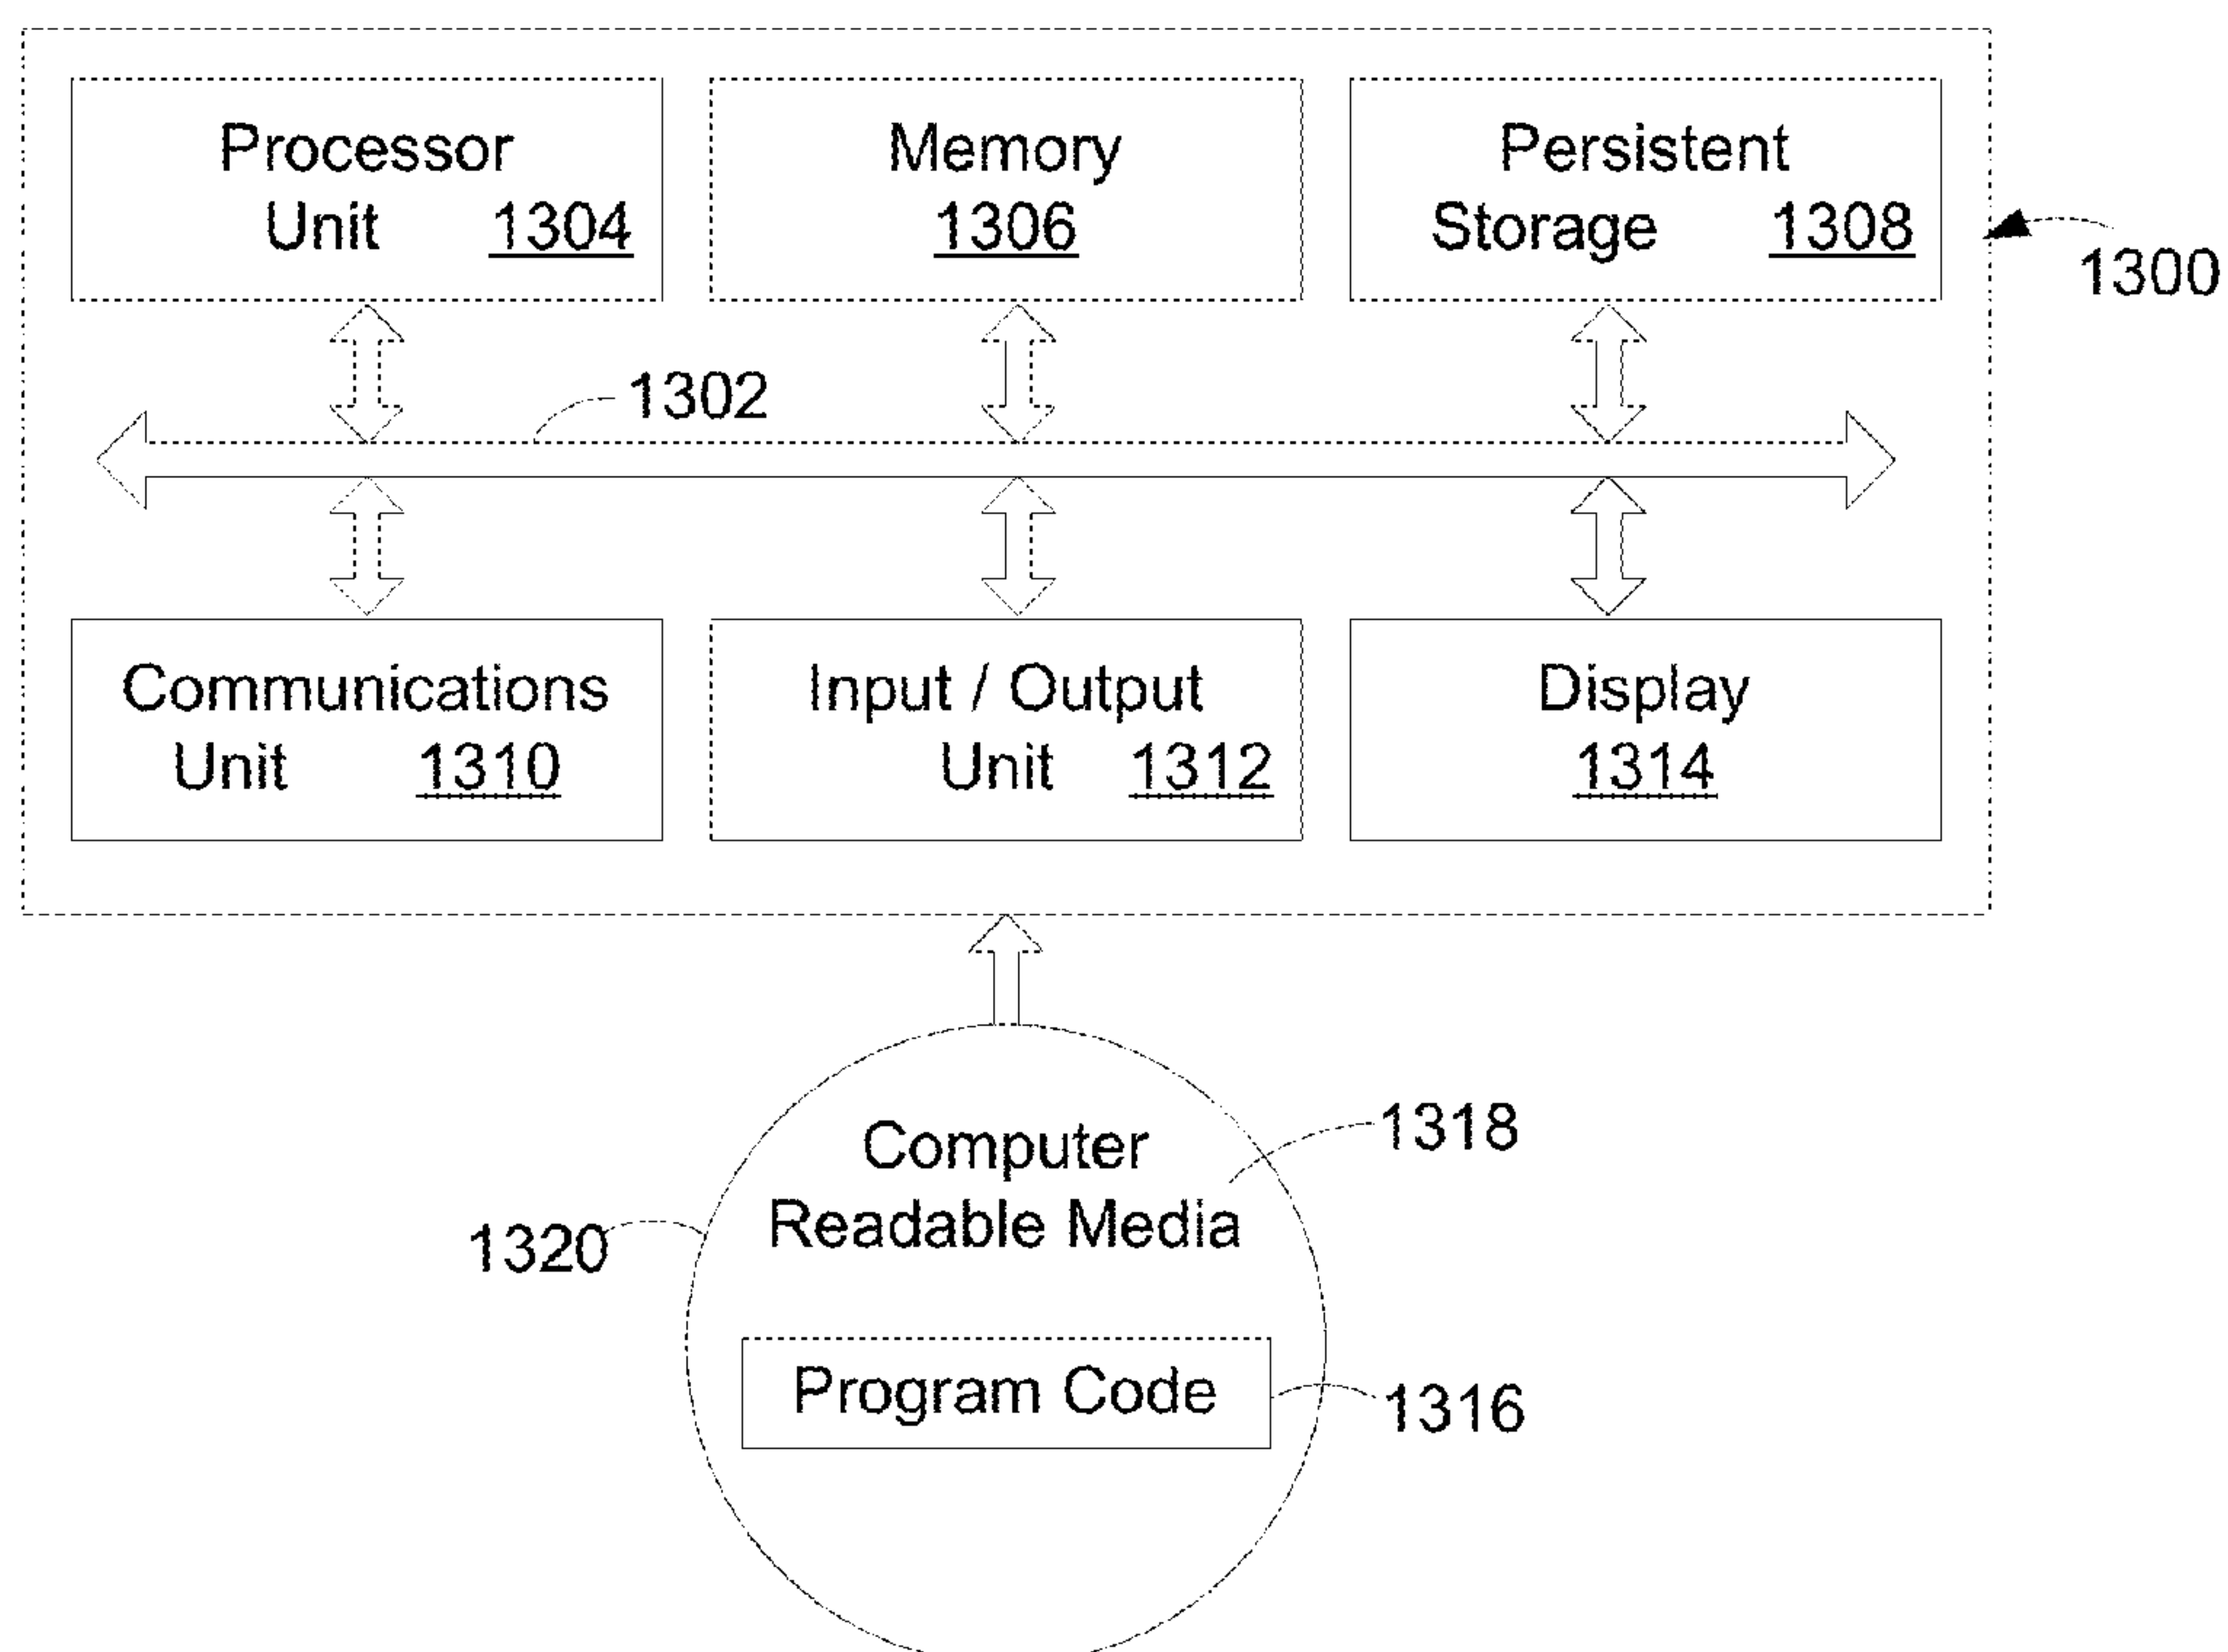 Processor
Unit 1304
Memory
1306
Persistent
Storage 1308
1300
1302
Communications
Unit 1310
Input / Output
Unit 1312
Display
1314
Computer
Readable Media
1318
1320
Program Code
1316